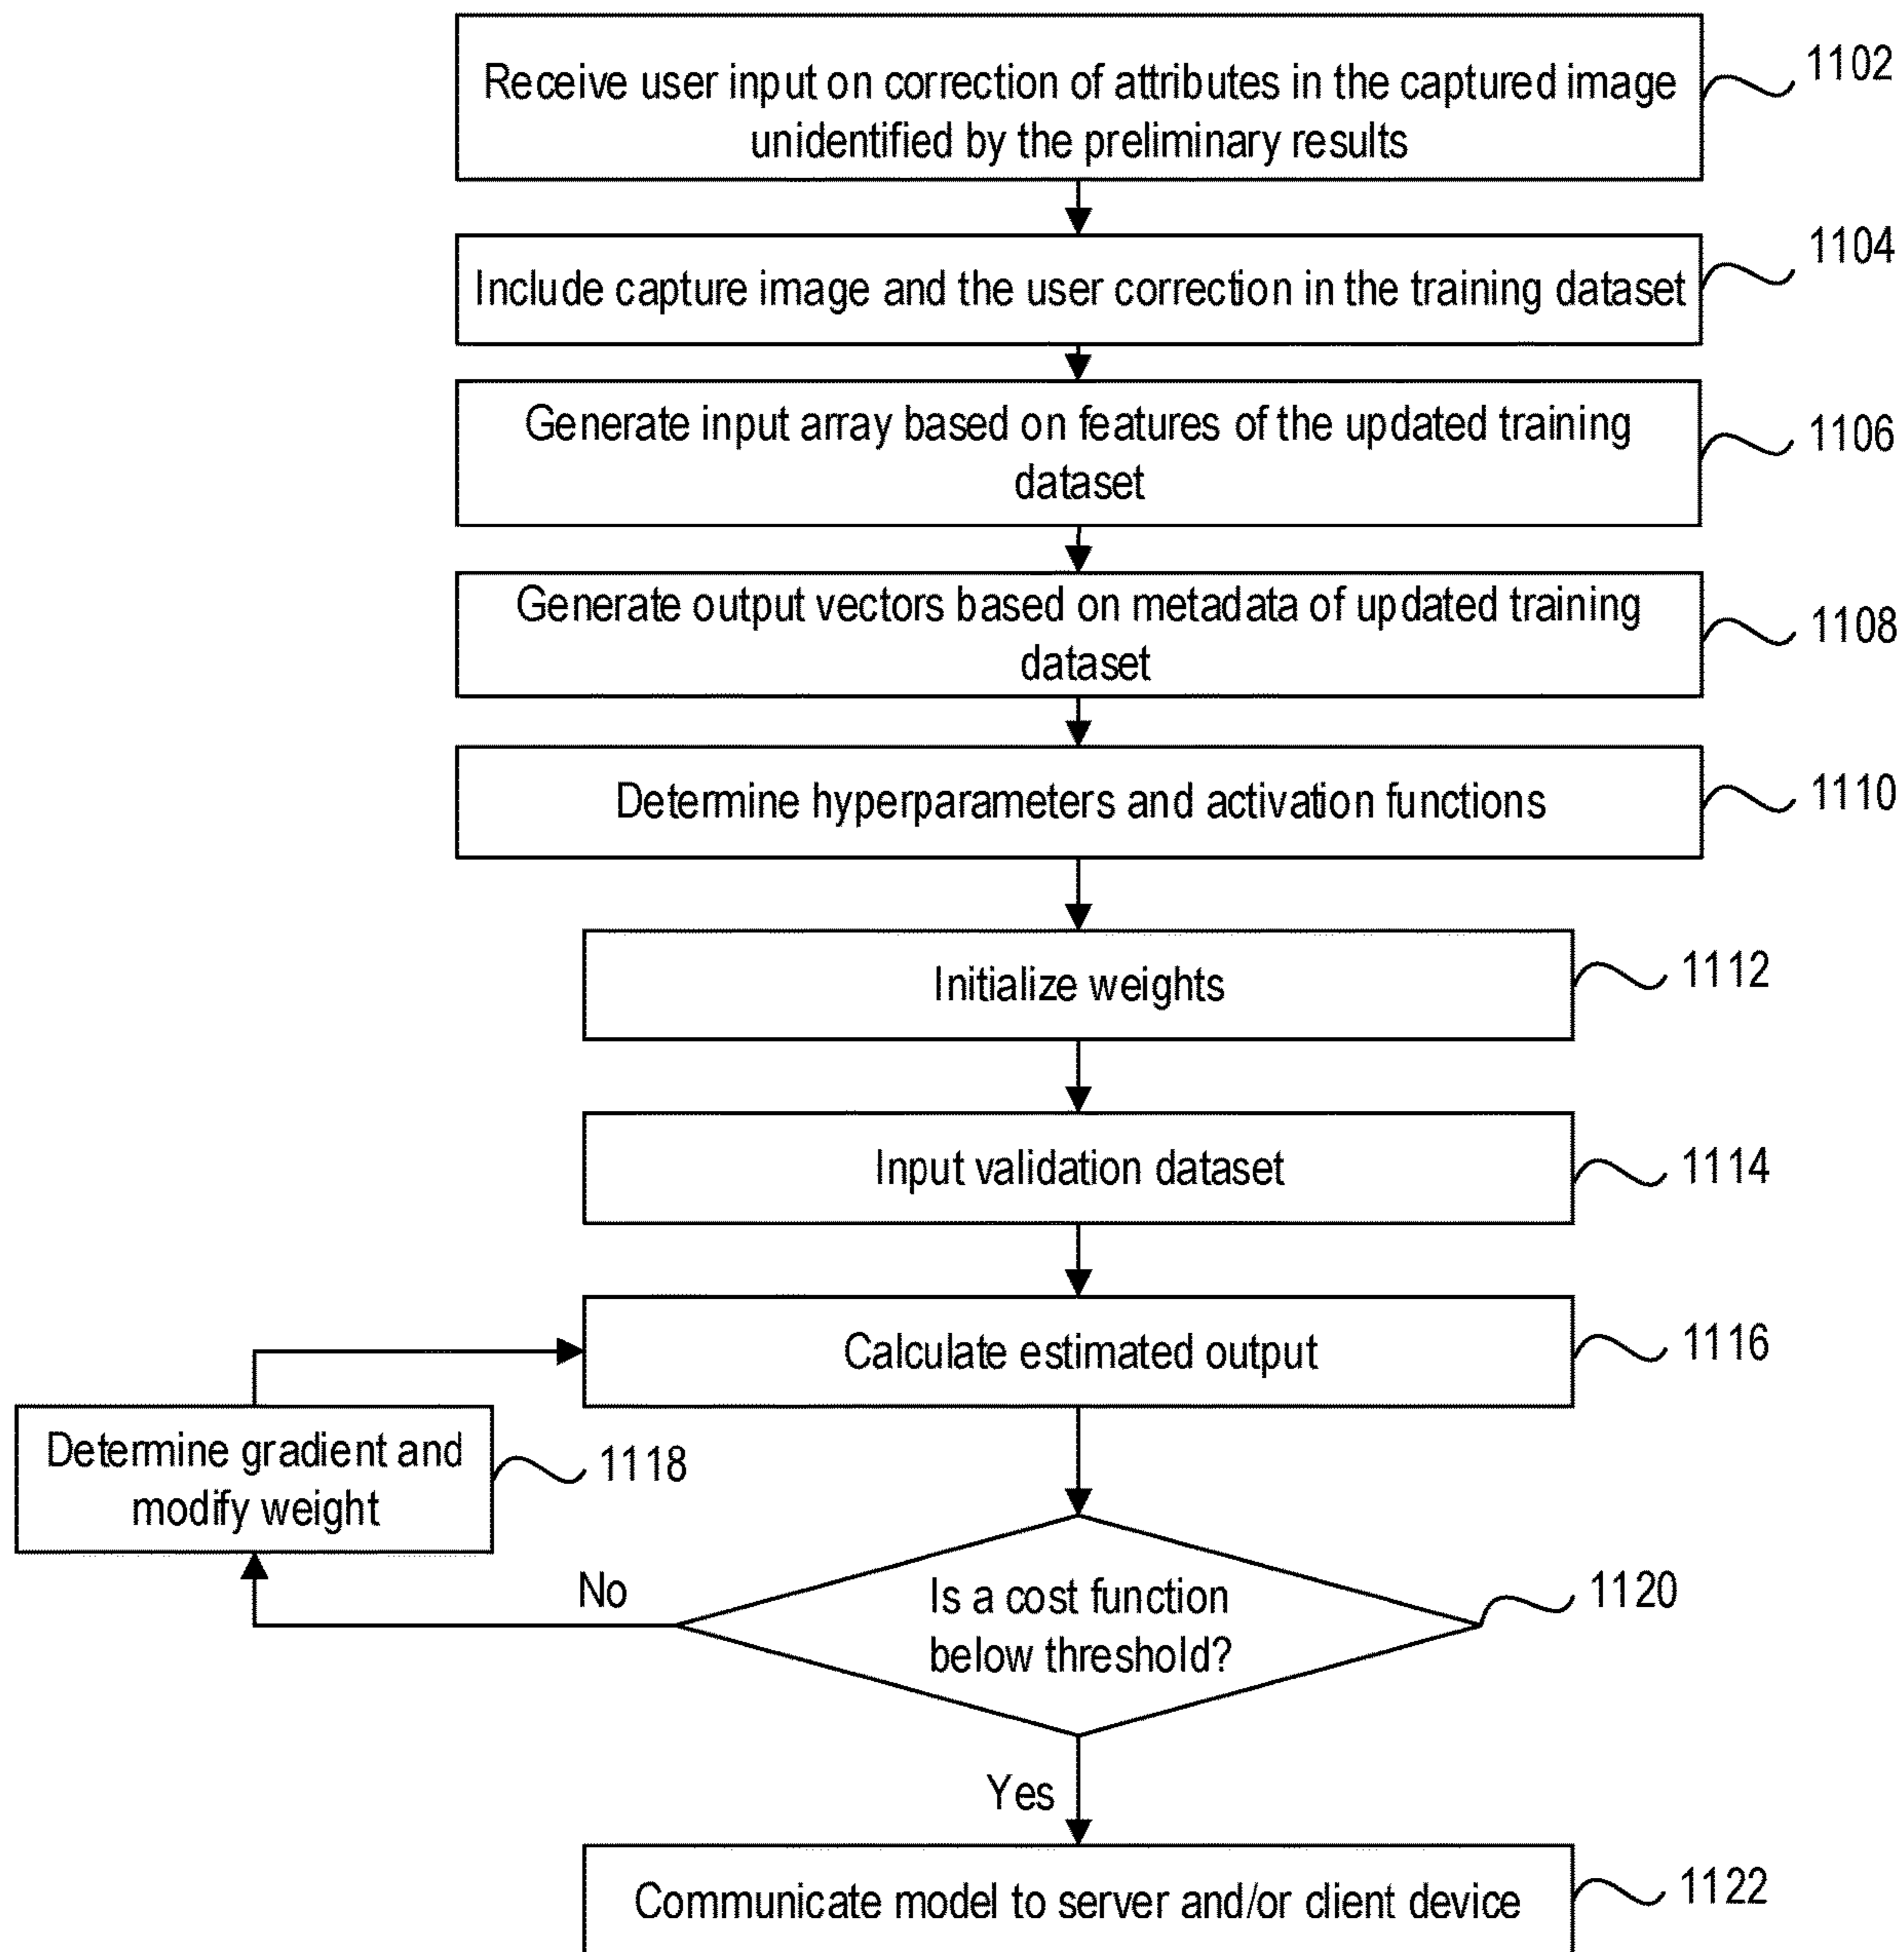 Receive user input on correction of attributes in the captured image
unidentified by the preliminary results
1102
Include capture image and the user correction in the training dataset
1104
Generate input array based on features of the updated training
dataset
1106
Generate output vectors based on metadata of updated training
dataset
1108
Determine hyperparameters and activation functions
1110
Initialize weights
1112
Input validation dataset
1114
Calculate estimated output
1116
Determine gradient and
modify weight
1118
No
Is a cost function
below threshold?
1120
Yes
Communicate model to server and/or client device
1122